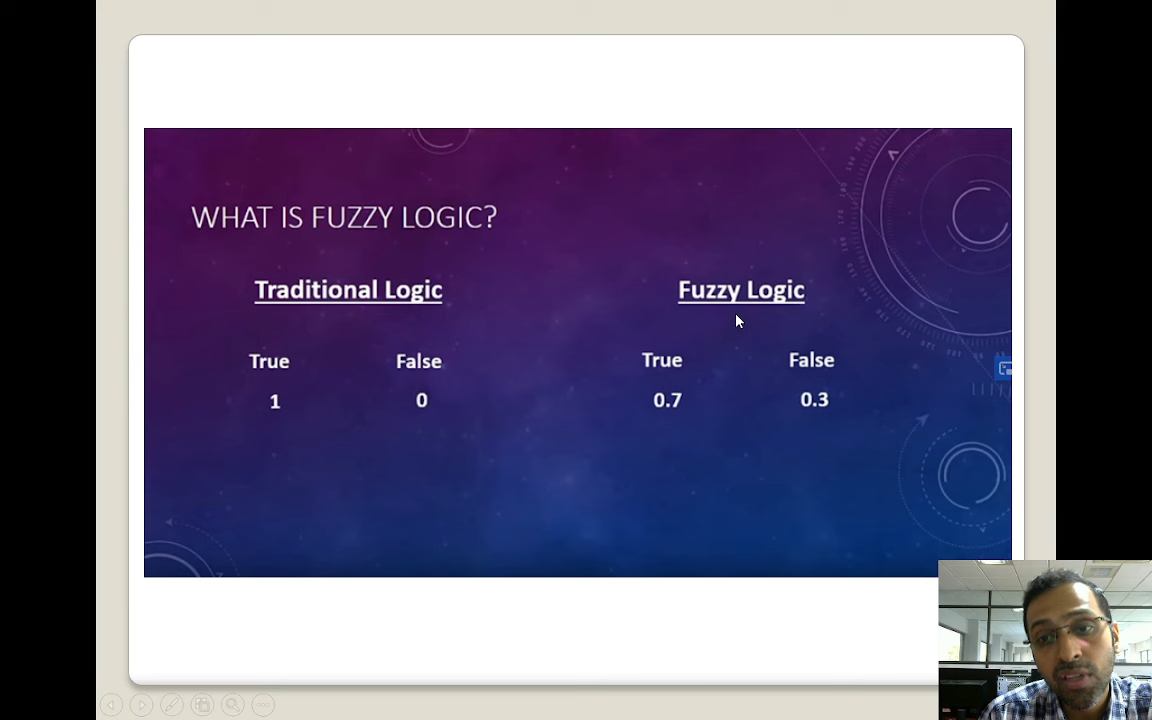 WHAT IS FUZZY LOGIC?
Traditional Logic
Fuzzy Logic
True False
True False
1 0
0.7 0.3